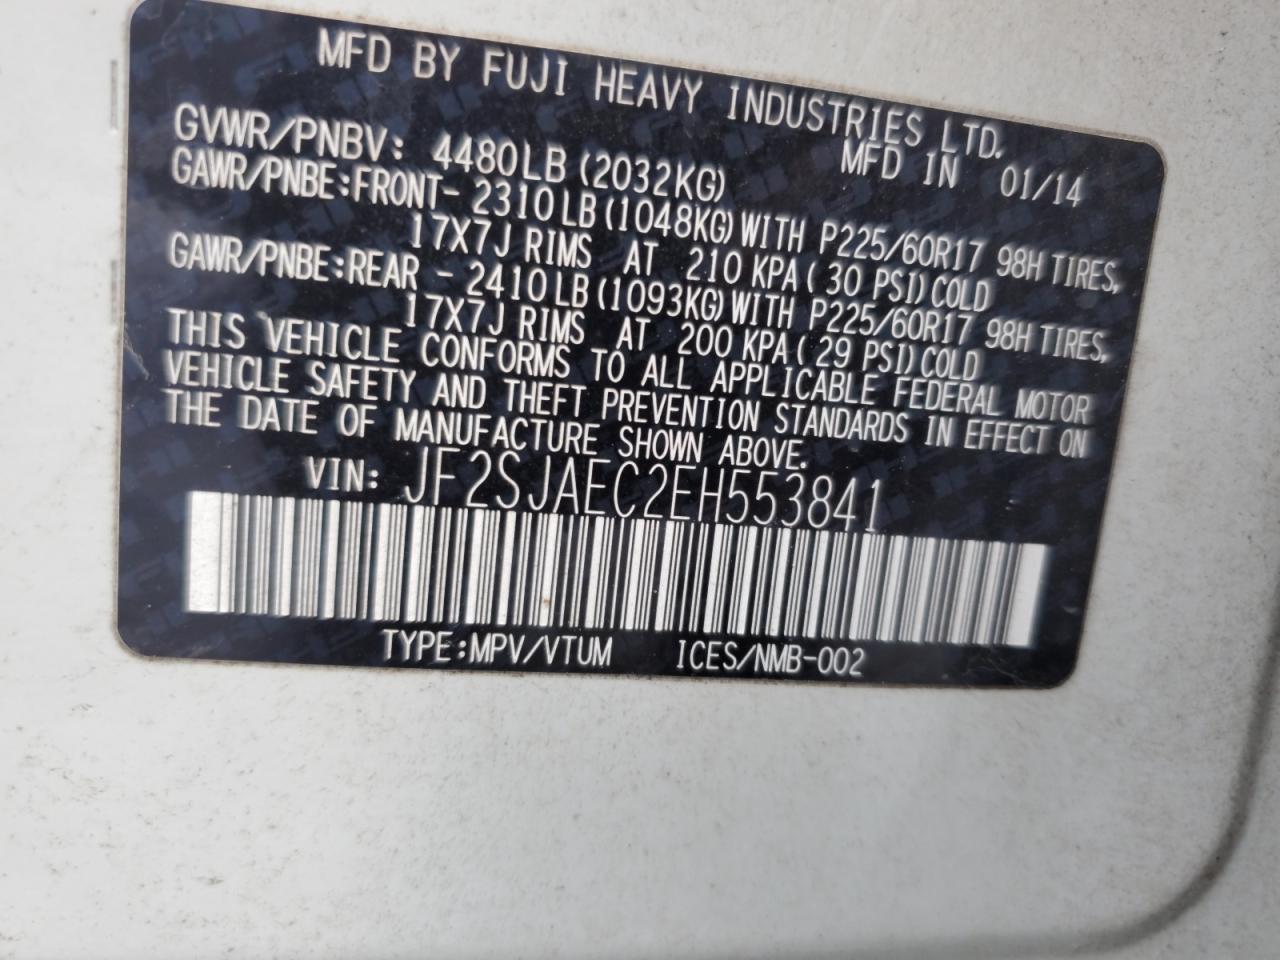 MFD BY FUJI HEAVY INDUSTRIES LTD.
GVWR/PNBV: 4480LB (2032KG) MFD IN 01/14
GAWR/PNBE:FRONT- 2310LB(1048KG)WITH P225/60R17 98H TIRES,
17X7J RIMS AT 210 KPA( 30 PSI)COLD
GAWR/PNBE:REAR - 2410LB(1093KG)WITH P225/60R17 98H TIRES,
17X7J RIMS AT 200 KPA( 29 PSI)COLD
THIS VEHICLE CONFORMS TO ALL APPLICABLE FEDERAL MOTOR
VEHICLE SAFETY AND THEFT PREVENTION STANDARDS IN EFFECT ON
THE DATE OF MANUFACTURE SHOWN ABOVE.
VIN: JF2SJAEC2EH553841
TYPE:MPV/VTUM ICES/NMB-002